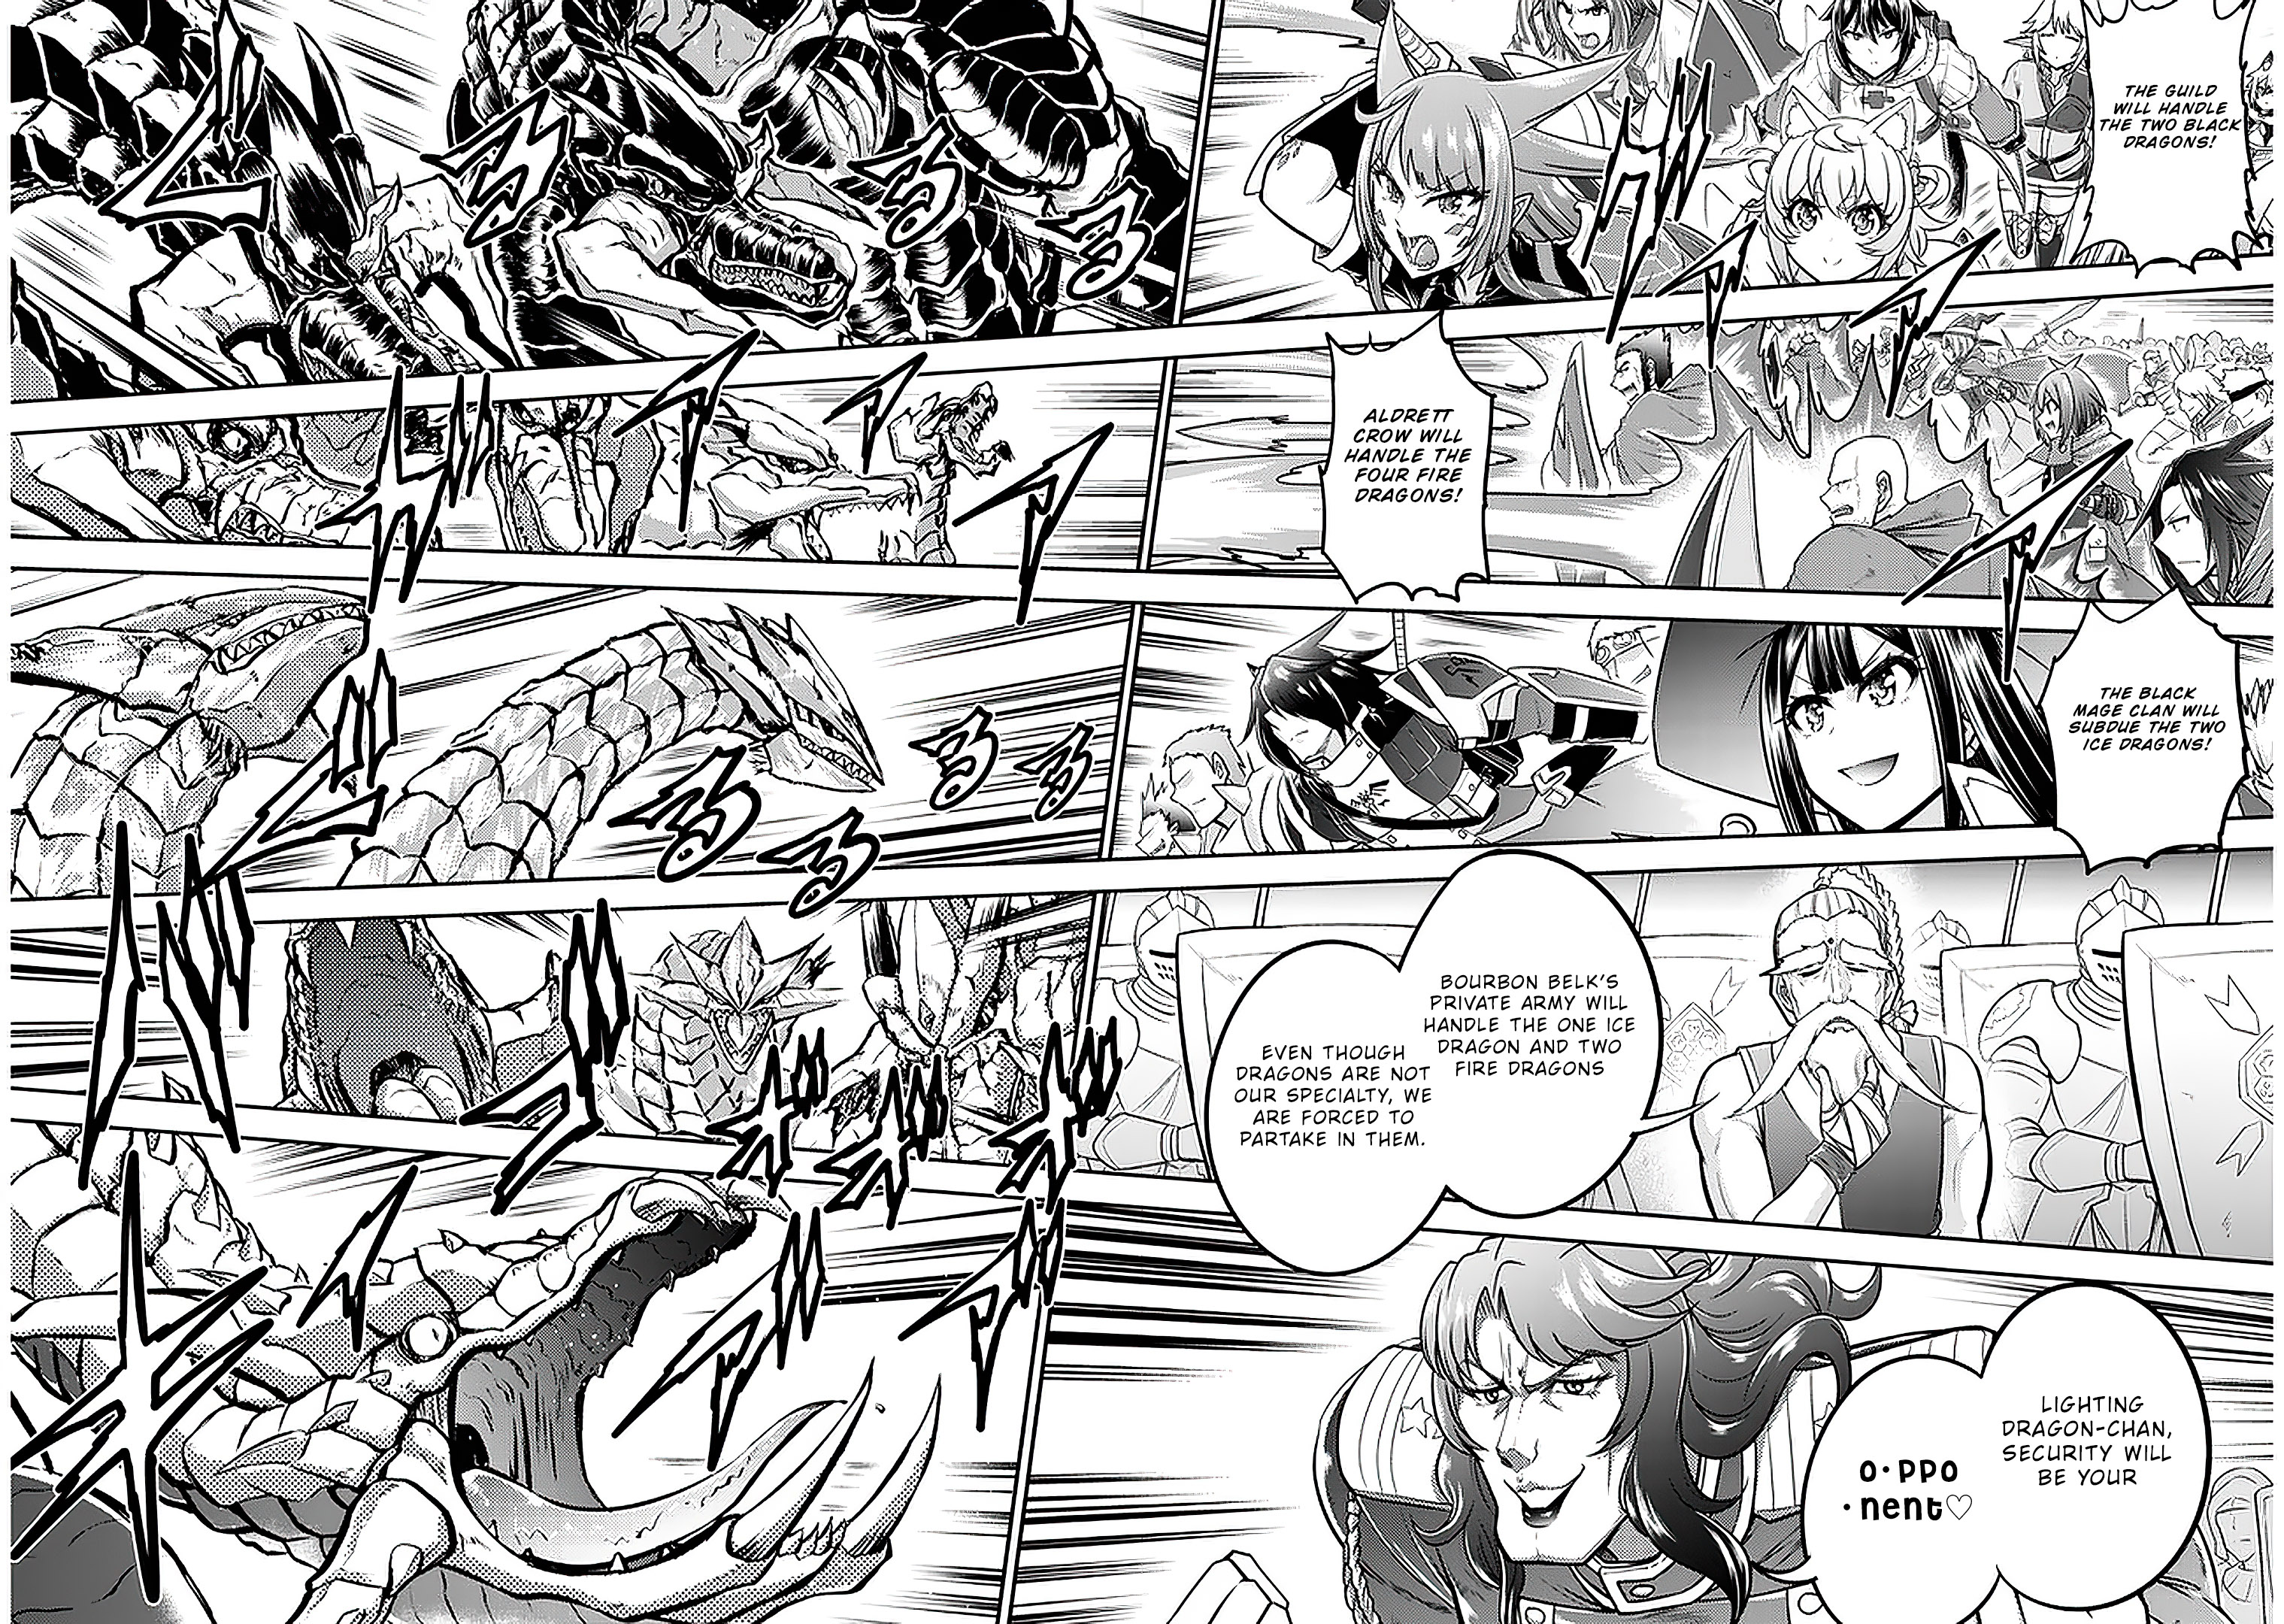 THE GUILD
WILL HANDLE
THE TWO BLACK
DRAGONS!
ALDRETT
CROW WILL
HANDLE THE
FOUR FIRE
DRAGONS!
THE BLACK
MAGE CLAN WILL
SUBDUE THE TWO
ICE DRAGONS!
BOURBON BELK'S
PRIVATE ARMY WILL
HANDLE THE ONE ICE
DRAGON AND TWO
FIRE DRAGONS
EVEN THOUGH
DRAGONS ARE NOT
OUR SPECIALTY, WE
ARE FORCED TO
PARTAKE IN THEM.
LIGHTING
DRAGON-CHAN,
SECURITY WILL
BE YOUR
O·PPO
·nent♡